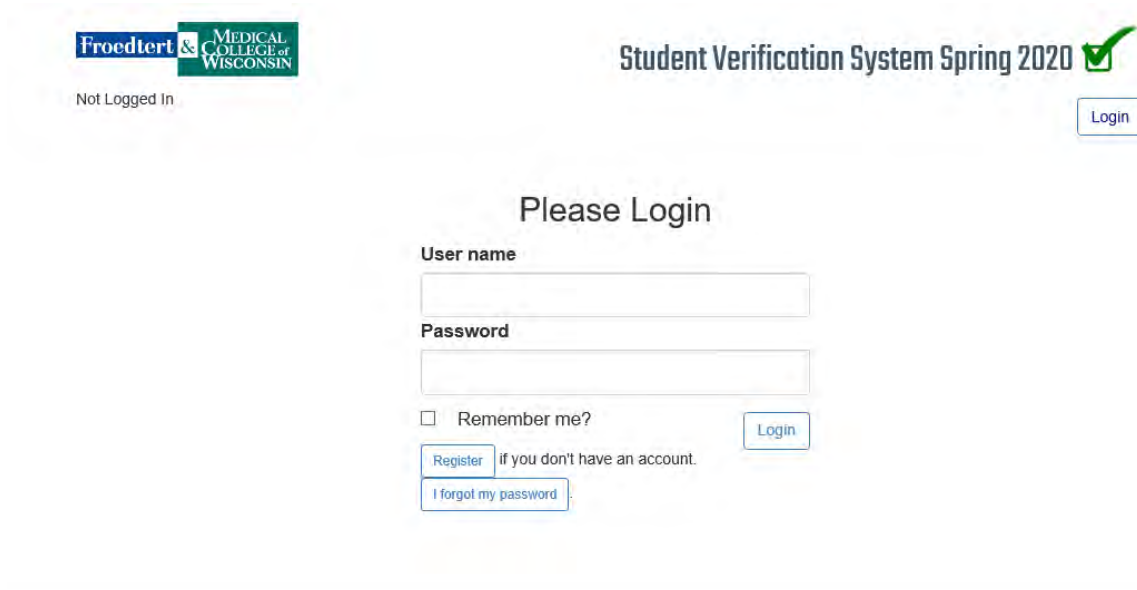 Froedtert & MEDICAL
COLLEGE of
WISCONSIN
Student Verification System Spring 2020
Not Logged In
Login
Please Login
User name
Password
Remember me?
Login
Register if you don't have an account.
I forgot my password.